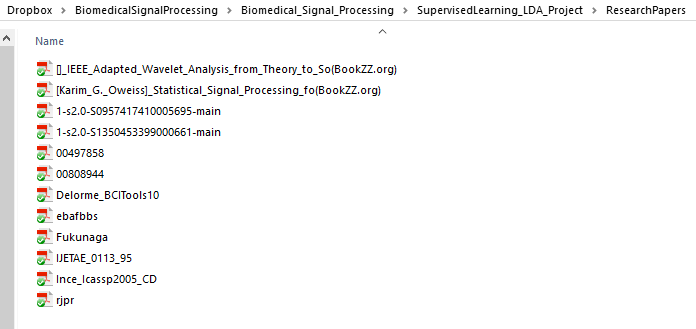 Dropbox > BiomedicalSignalProcessing > Biomedical_Signal_Processing > SupervisedLearning_LDA_Project > ResearchPapers
Name
[]_IEEE_Adapted_Wavelet_Analysis_from_Theory_to_So(BookZZ.org)
[Karim_G._Oweiss]_Statistical_Signal_Processing_fo(BookZZ.org)
1-s2.0-S0957417410005695-main
1-s2.0-S1350453399000661-main
00497858
00808944
Delorme_BCITools10
ebafbbs
Fukunaga
IJETAE_0113_95
Ince_Icassp2005_CD
rjpr